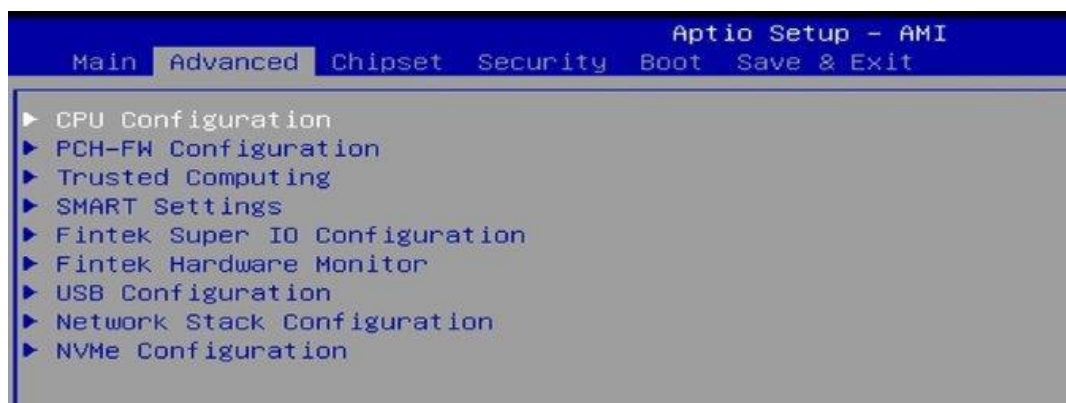 Aptio Setup – AMI
Main Advanced Chipset Security Boot Save & Exit
▶ CPU Configuration
▶ PCH-FW Configuration
▶ Trusted Computing
▶ SMART Settings
▶ Fintek Super IO Configuration
▶ Fintek Hardware Monitor
▶ USB Configuration
▶ Network Stack Configuration
▶ NVMe Configuration